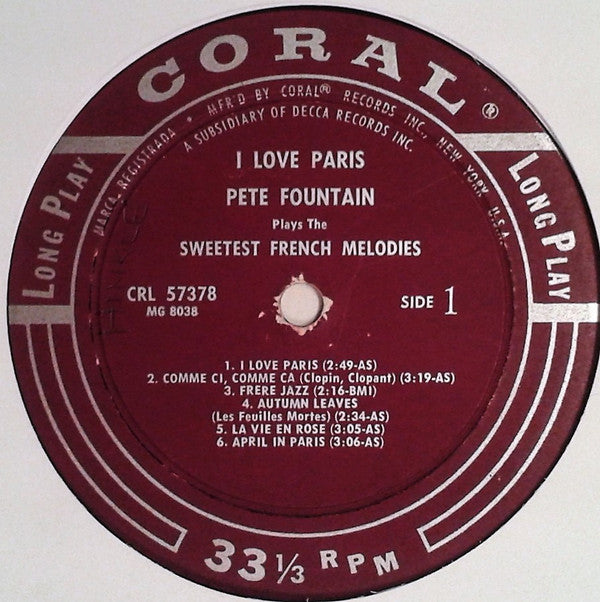 CORAL®
MARCA REGISTRADA • MFR'D BY CORAL® RECORDS INC., NEW YORK, U.S.A.
A SUBSIDIARY OF DECCA RECORDS INC.
LONG PLAY
LONG PLAY
I LOVE PARIS
PETE FOUNTAIN
Plays The
SWEETEST FRENCH MELODIES
CRL 57378
MG 8038
SIDE 1
1. I LOVE PARIS (2:49-AS)
2. COMME CI, COMME CA (Clopin, Clopant) (3:19-AS)
3. FRERE JAZZ (2:16-BMI)
4. AUTUMN LEAVES
(Les Feuilles Mortes) (2:34-AS)
5. LA VIE EN ROSE (3:05-AS)
6. APRIL IN PARIS (3:06-AS)
33 1/3 RPM